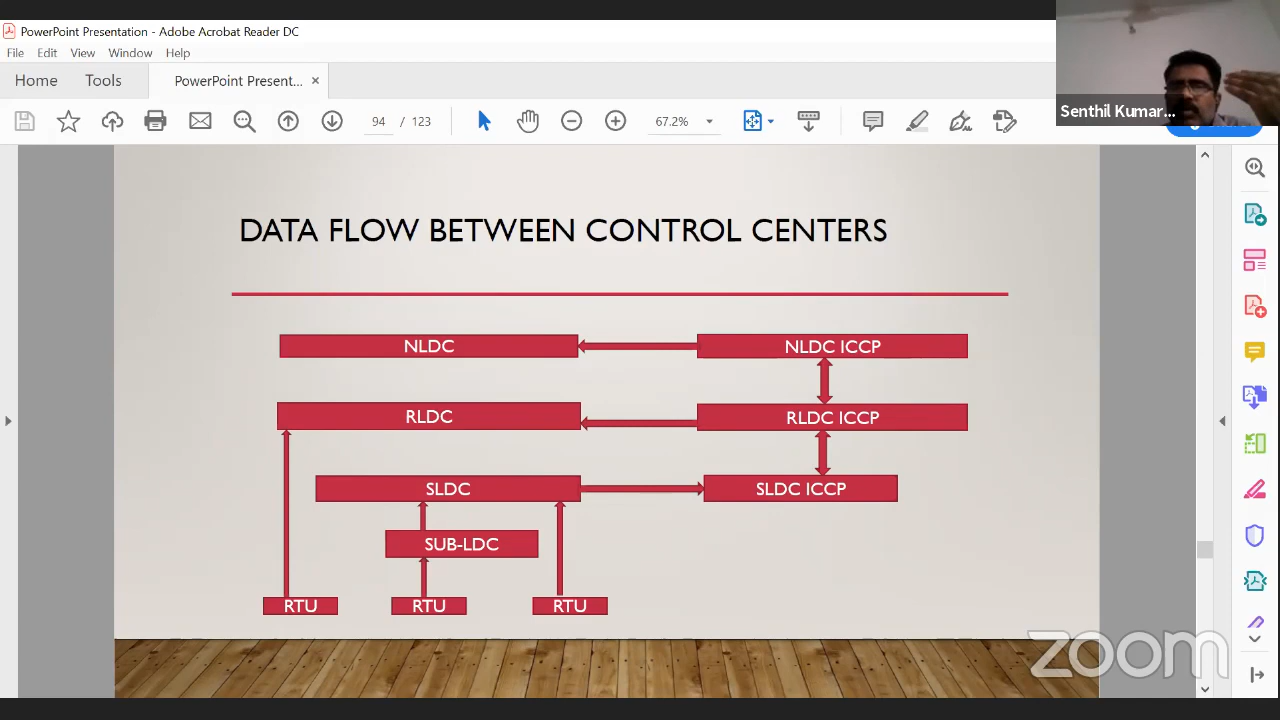 PowerPoint Presentation - Adobe Acrobat Reader DC
File Edit View Window Help
Home Tools PowerPoint Present... ×
94 / 123 67.2%
Senthil Kumar...
DATA FLOW BETWEEN CONTROL CENTERS
NLDC NLDC ICCP
RLDC RLDC ICCP
SLDC SLDC ICCP
SUB-LDC
RTU RTU RTU
zoom